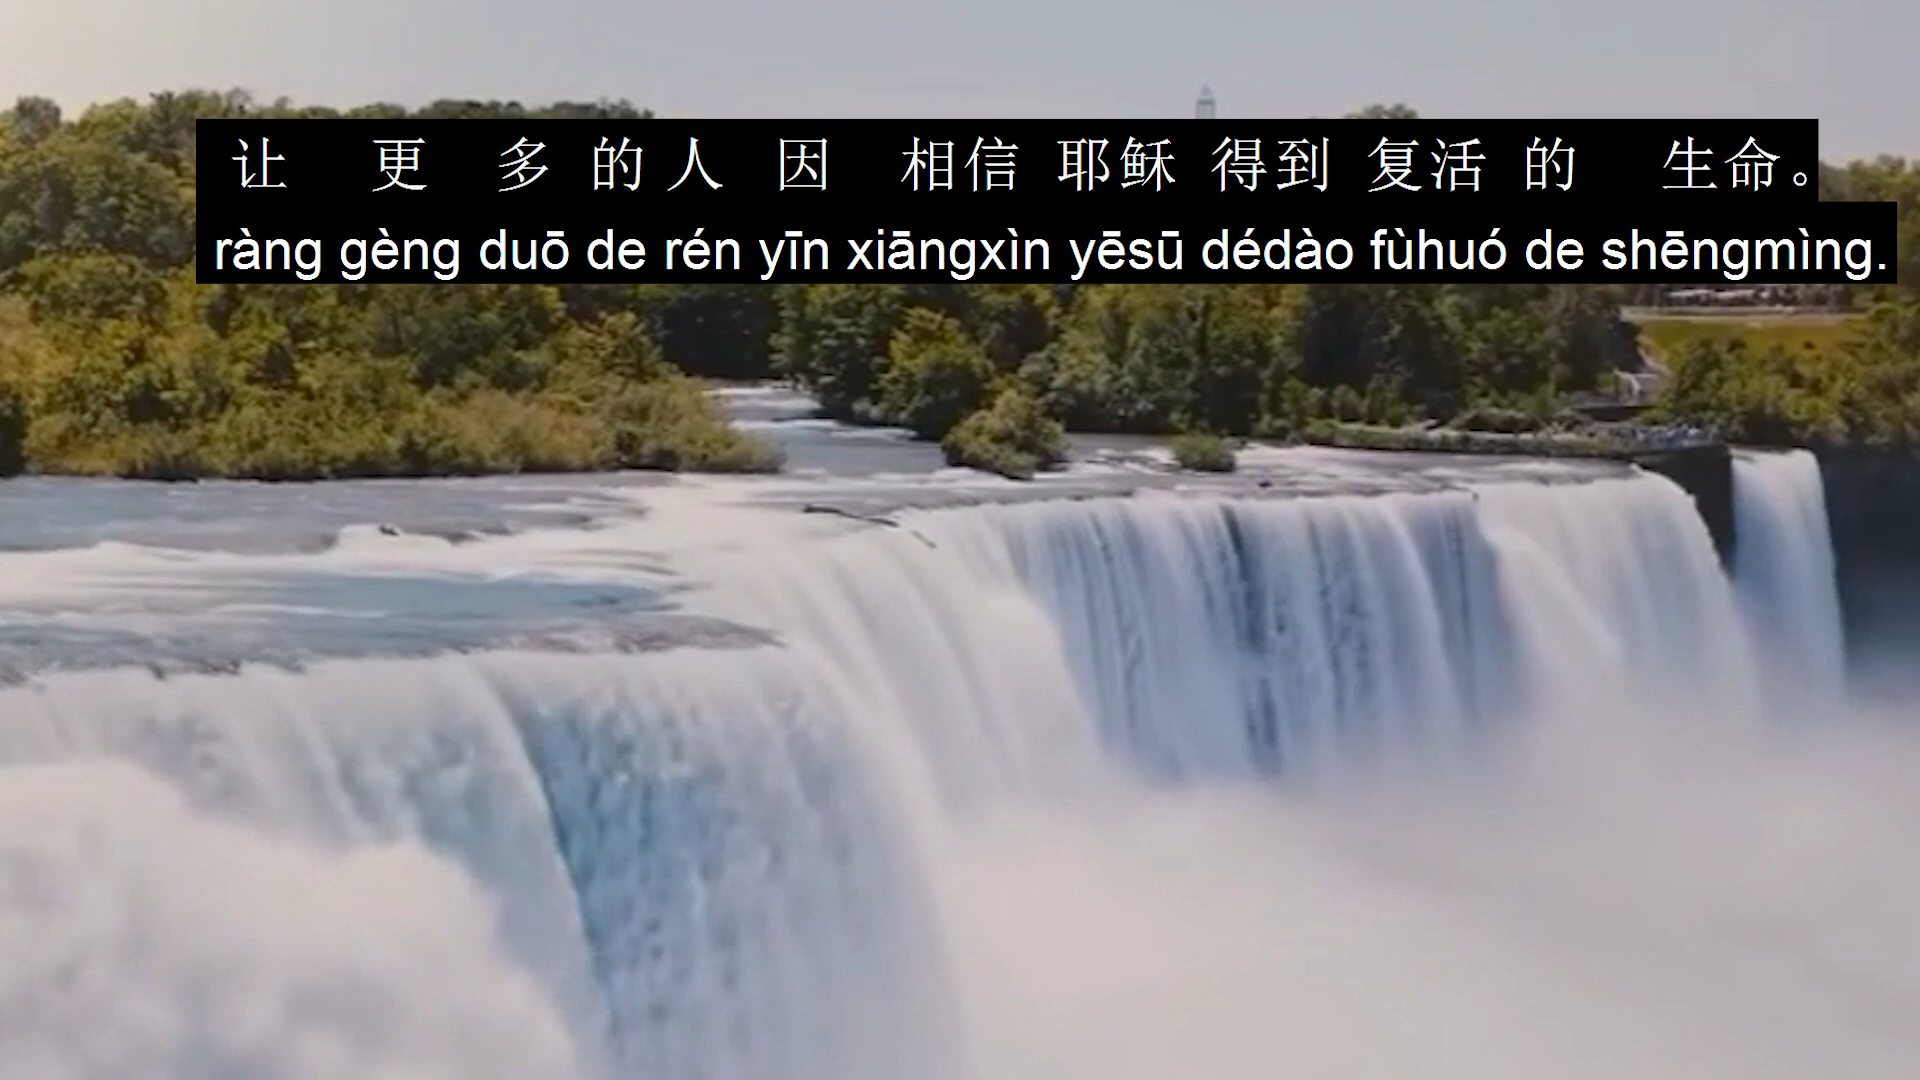 让 更 多 的 人 因 相信 耶稣 得到 复活 的 生命。
ràng gèng duō de rén yīn xiāngxìn yēsū dédào fùhuó de shēngmìng.